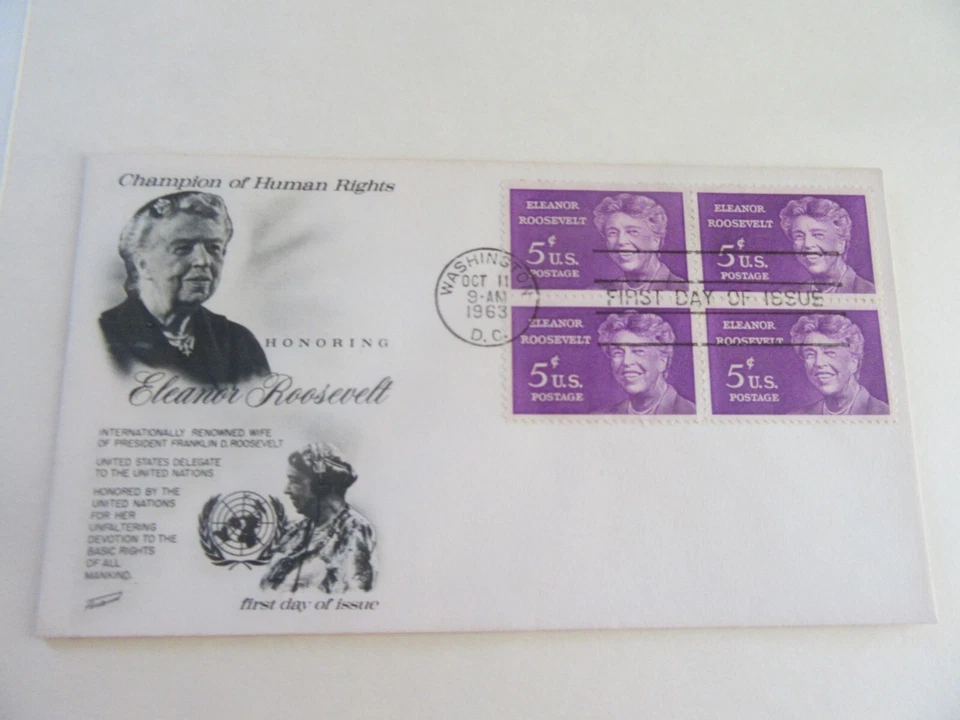 Champion of Human Rights
HONORING
Eleanor Roosevelt
INTERNATIONALLY RENOWNED WIFE
OF PRESIDENT FRANKLIN D. ROOSEVELT
UNITED STATES DELEGATE
TO THE UNITED NATIONS
HONORED BY THE
UNITED NATIONS
FOR HER
UNFALTERING
DEVOTION TO THE
BASIC RIGHTS
OF ALL
MANKIND.
first day of issue
WASHINGTON
OCT 11
9-AM
1963
D.C.
FIRST DAY OF ISSUE
ELEANOR
ROOSEVELT
5¢
U.S.
POSTAGE
ELEANOR
ROOSEVELT
5¢
U.S.
POSTAGE
ELEANOR
ROOSEVELT
5¢
U.S.
POSTAGE
ELEANOR
ROOSEVELT
5¢
U.S.
POSTAGE